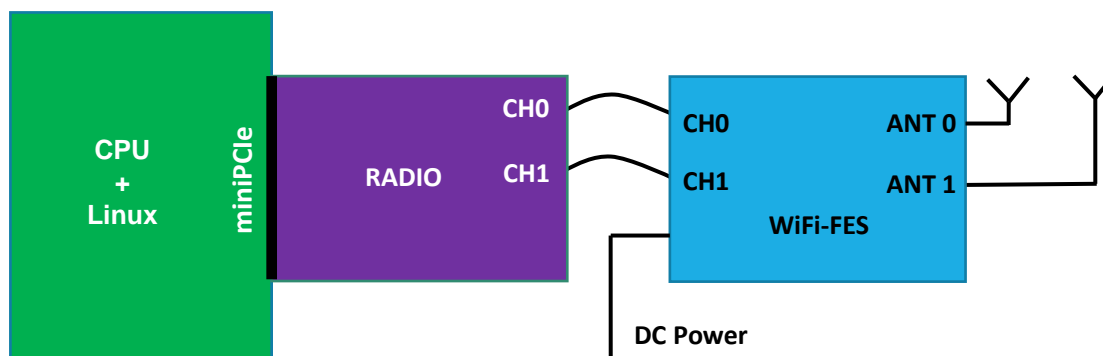 CPU
+
Linux
miniPCIe
RADIO
CH0
CH1
CH0
CH1
ANT 0
ANT 1
WiFi-FES
DC Power